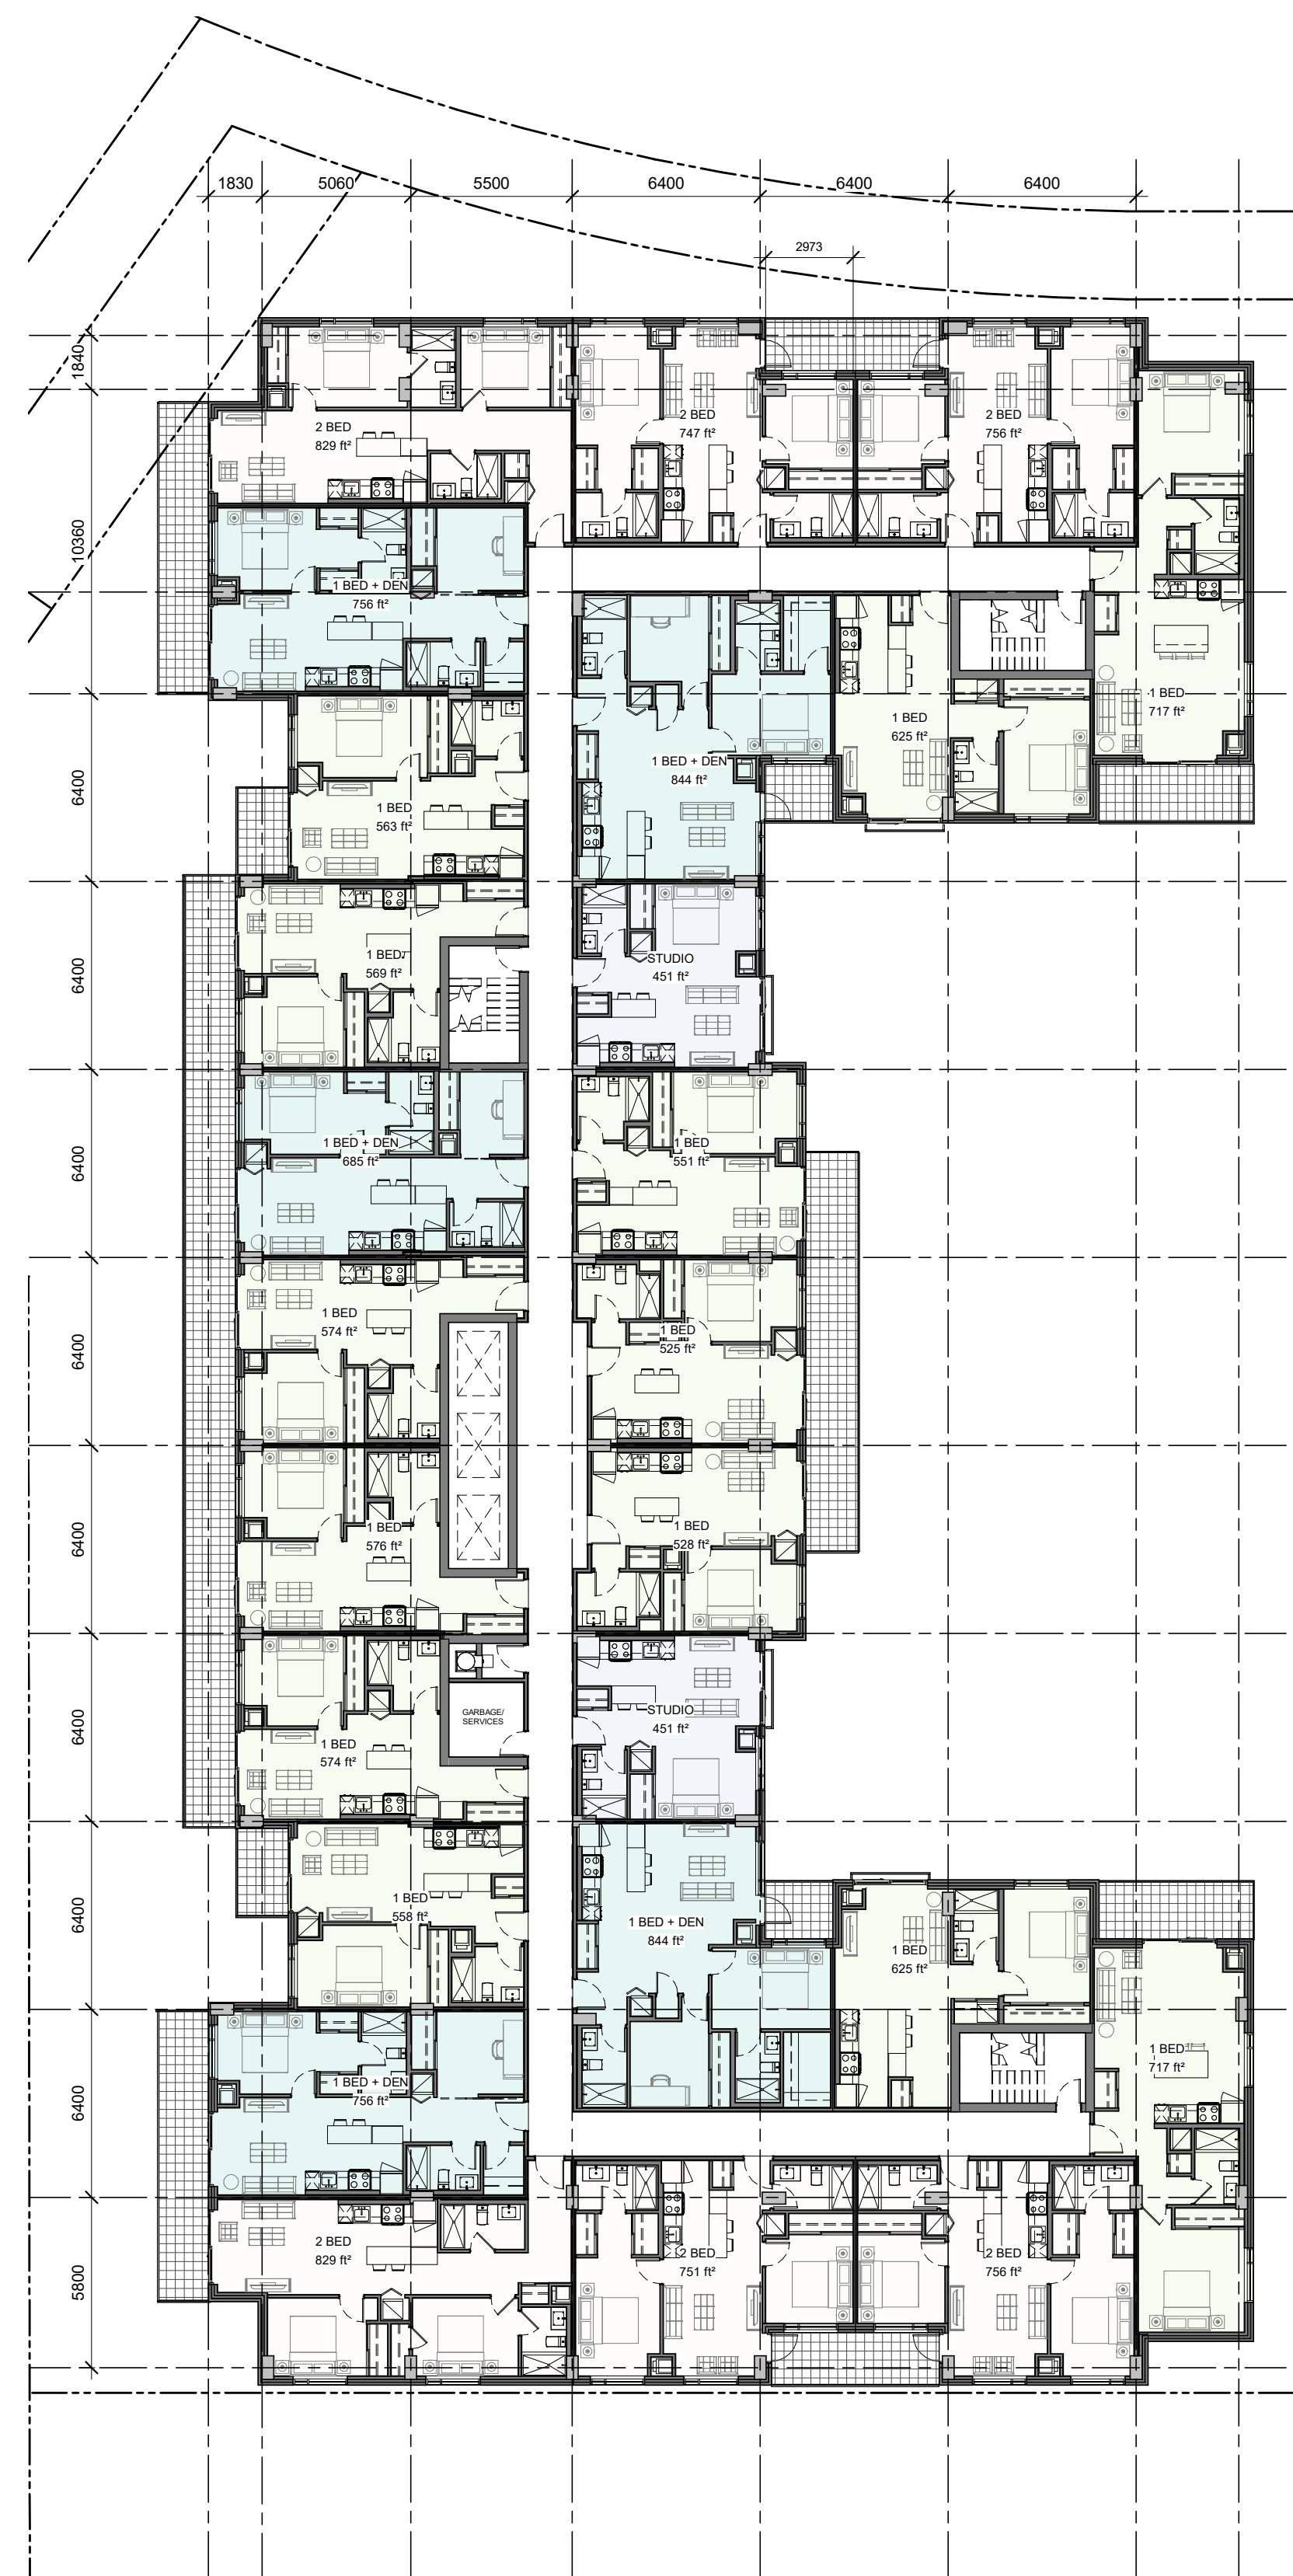 1830
5060
5500
6400
6400
6400
2973
1840
2 BED
829 ft²
2 BED
747 ft²
2 BED
756 ft²
10360
1 BED + DEN
756 ft²
1 BED
717 ft²
1 BED
625 ft²
1 BED + DEN
844 ft²
6400
1 BED
563 ft²
6400
1 BED
569 ft²
STUDIO
451 ft²
6400
1 BED + DEN
685 ft²
1 BED
551 ft²
6400
1 BED
574 ft²
1 BED
525 ft²
6400
1 BED
576 ft²
1 BED
528 ft²
6400
GARBAGE/
SERVICES
STUDIO
451 ft²
1 BED
574 ft²
6400
1 BED
558 ft²
1 BED + DEN
844 ft²
1 BED
625 ft²
6400
1 BED + DEN
756 ft²
1 BED
717 ft²
5800
2 BED
829 ft²
2 BED
751 ft²
2 BED
756 ft²